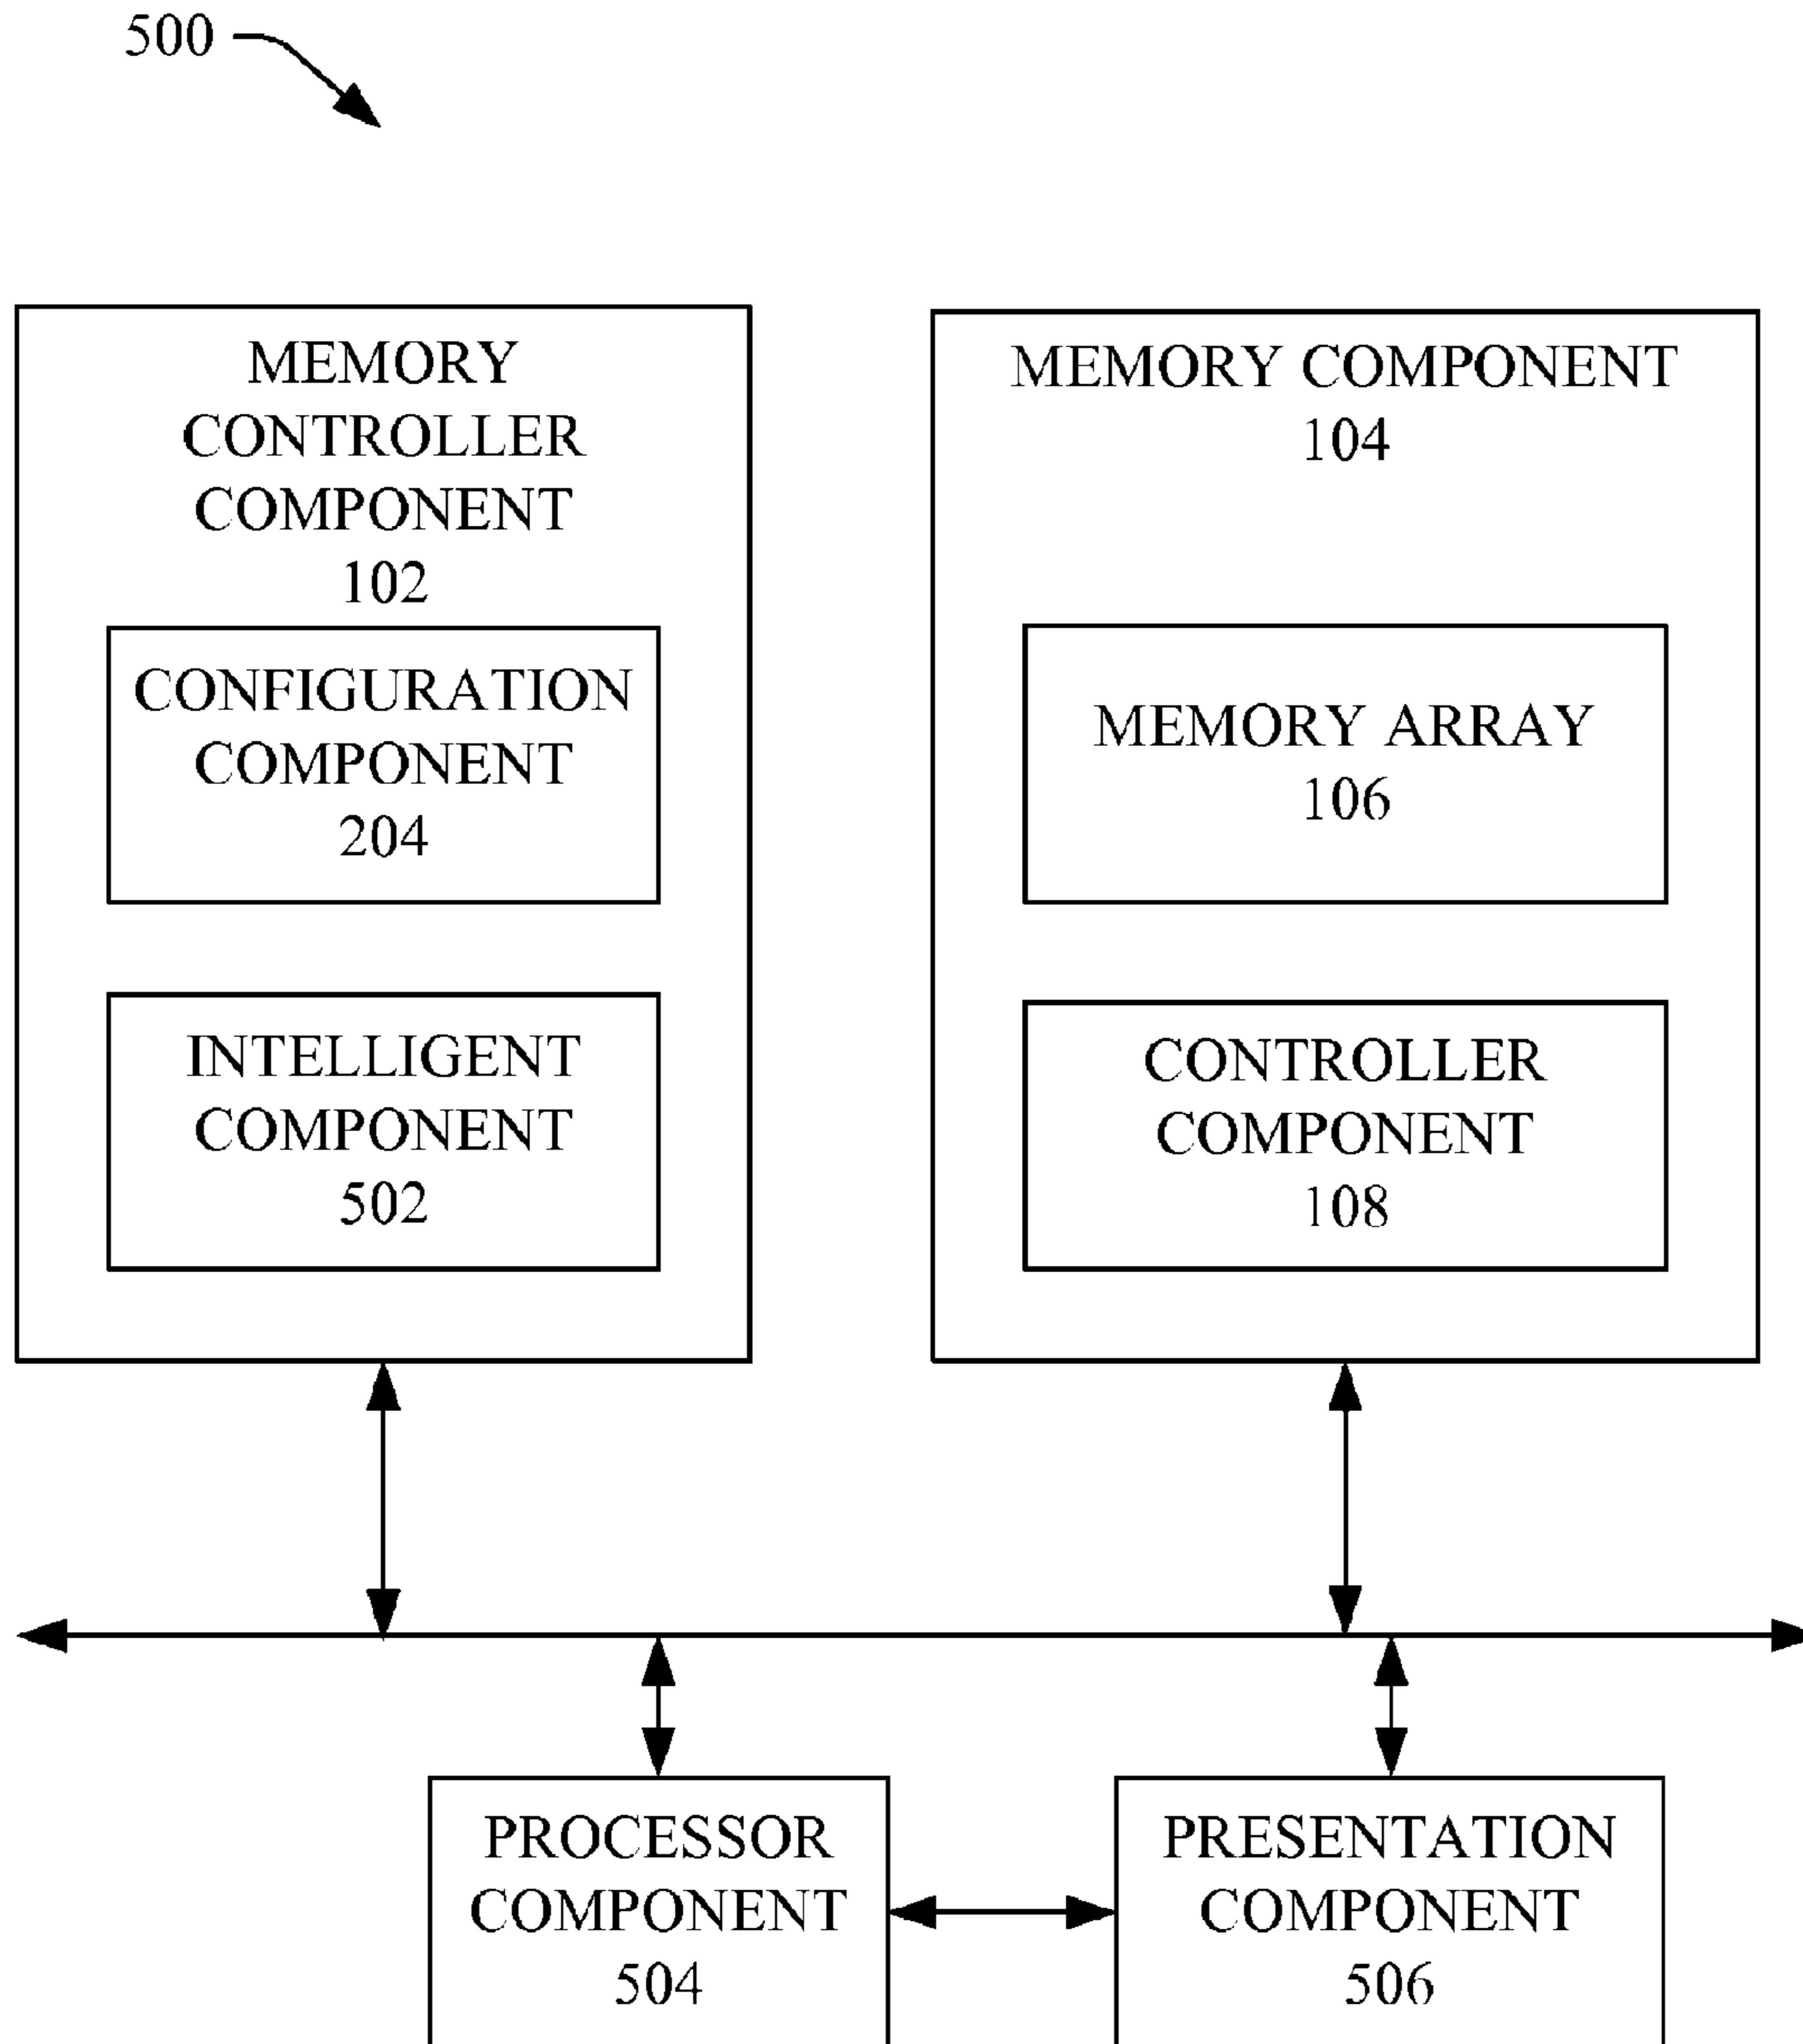 500
MEMORY
CONTROLLER
COMPONENT
102
CONFIGURATION
COMPONENT
204
INTELLIGENT
COMPONENT
502
MEMORY COMPONENT
104
MEMORY ARRAY
106
CONTROLLER
COMPONENT
108
PROCESSOR
COMPONENT
504
PRESENTATION
COMPONENT
506